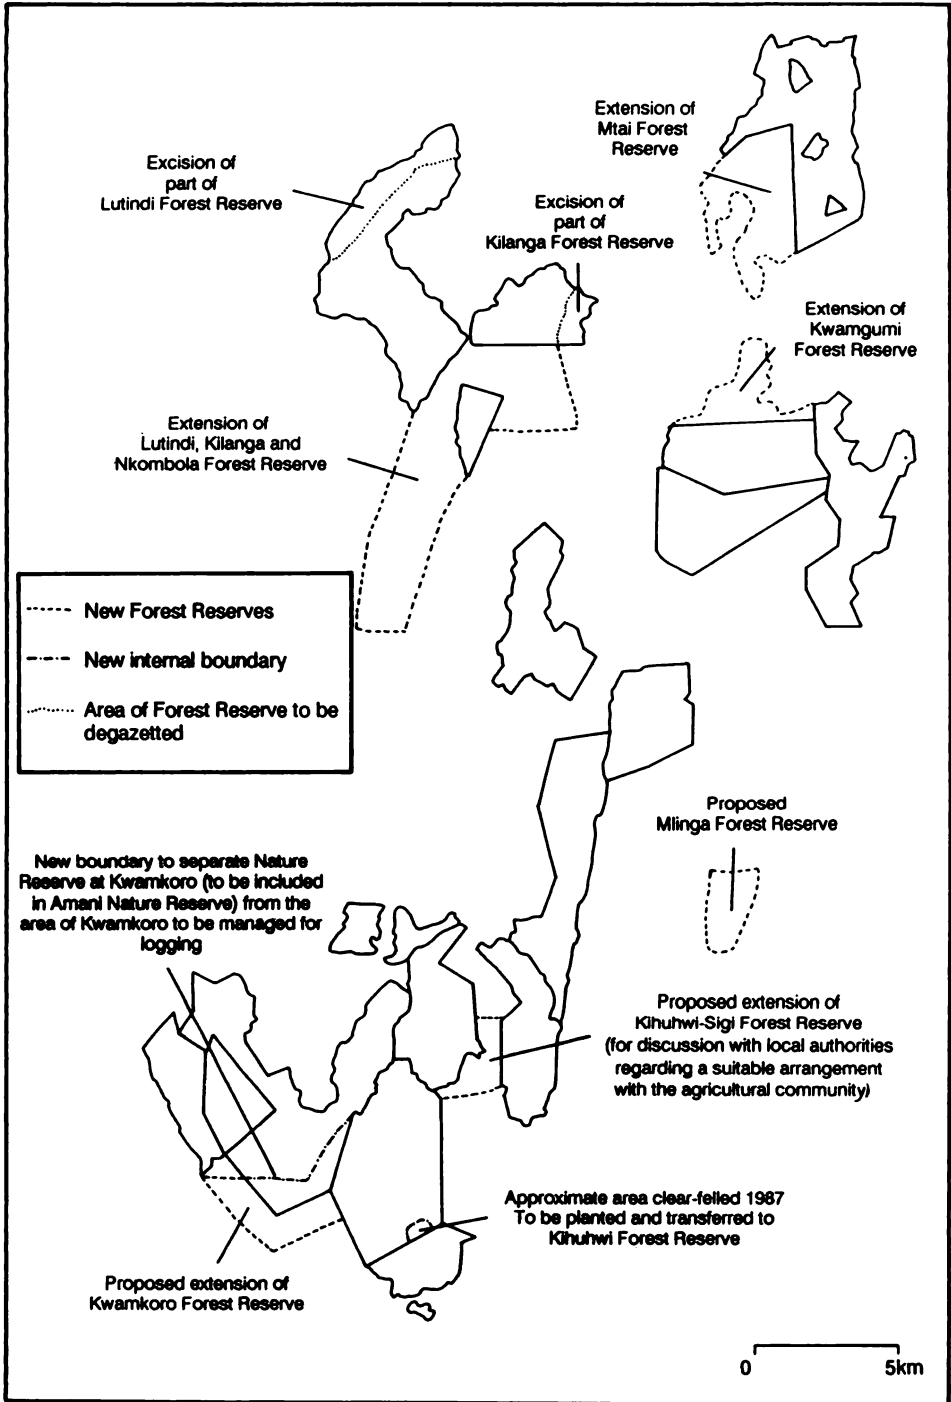 Extension of
Mtai Forest
Reserve
Excision of
part of
Lutindi Forest Reserve
Excision of
part of
Kilanga Forest Reserve
Extension of
Kwamgumi
Forest Reserve
Extension of
Lutindi, Kilanga and
Nkombola Forest Reserve
New Forest Reserves
New internal boundary
Area of Forest Reserve to be
degazetted
Proposed
Mlinga Forest Reserve
New boundary to separate Nature
Reserve at Kwamkoro (to be included
in Amani Nature Reserve) from the
area of Kwamkoro to be managed for
logging
Proposed extension of
Kihuhwi-Sigi Forest Reserve
(for discussion with local authorities
regarding a suitable arrangement
with the agricultural community)
Approximate area clear-felled 1987
To be planted and transferred to
Kihuhwi Forest Reserve
Proposed extension of
Kwamkoro Forest Reserve
0 5km